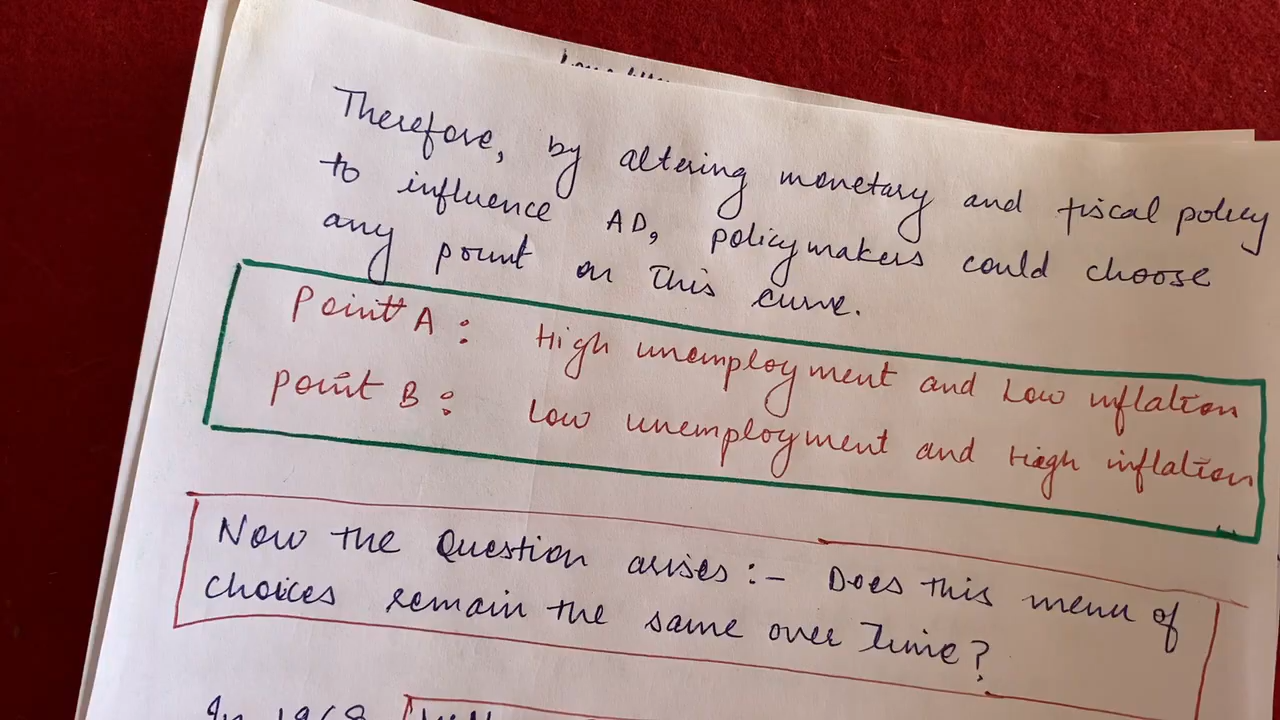 Therefore, by altering monetary and fiscal policy
to influence AD, policymakers could choose
any point on this curve.
Point A : High unemployment and Low inflation
Point B : Low unemployment and High inflation
Now the Question arises :- Does this menu of
choices remain the same over Time?
In 1968